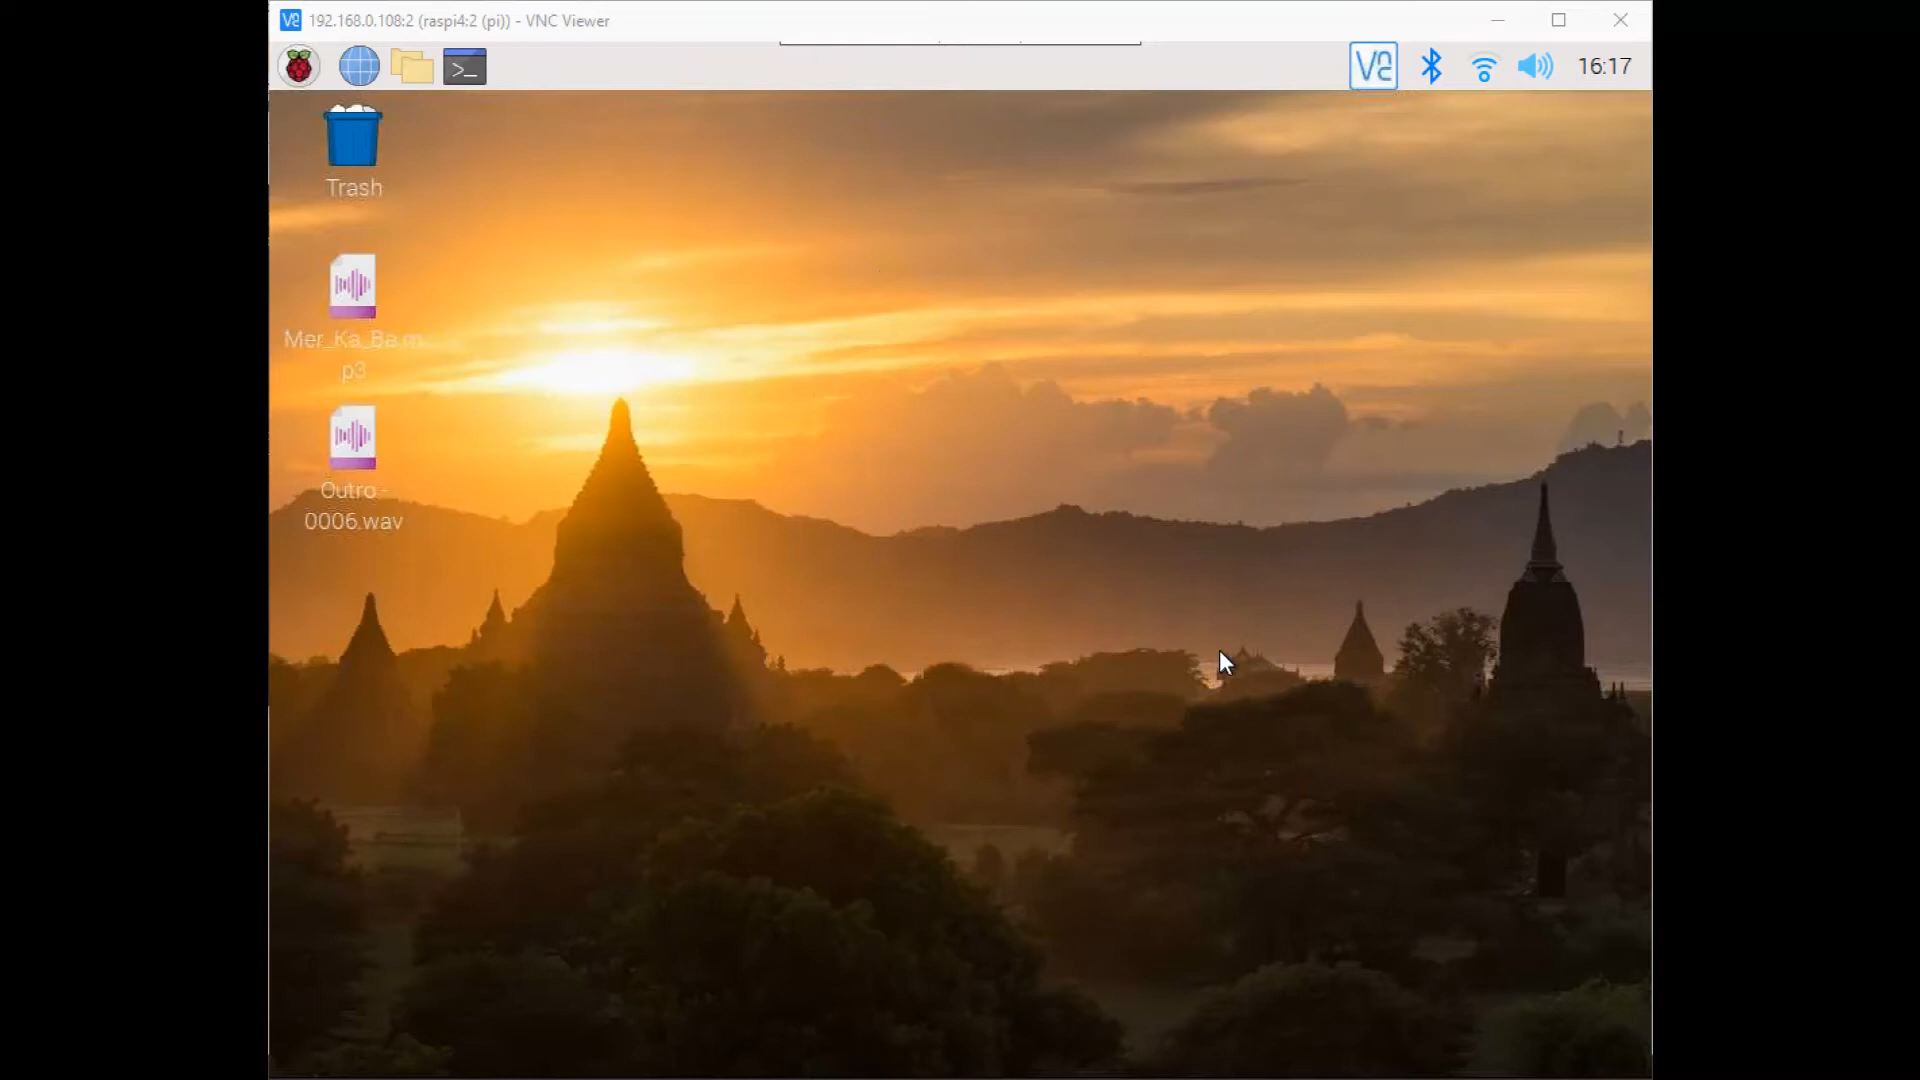 192.168.0.108:2 (raspi4:2 (pi)) - VNC Viewer
16:17
Trash
Mer_Ka_Ba.m
p3
Outro -
0006.wav